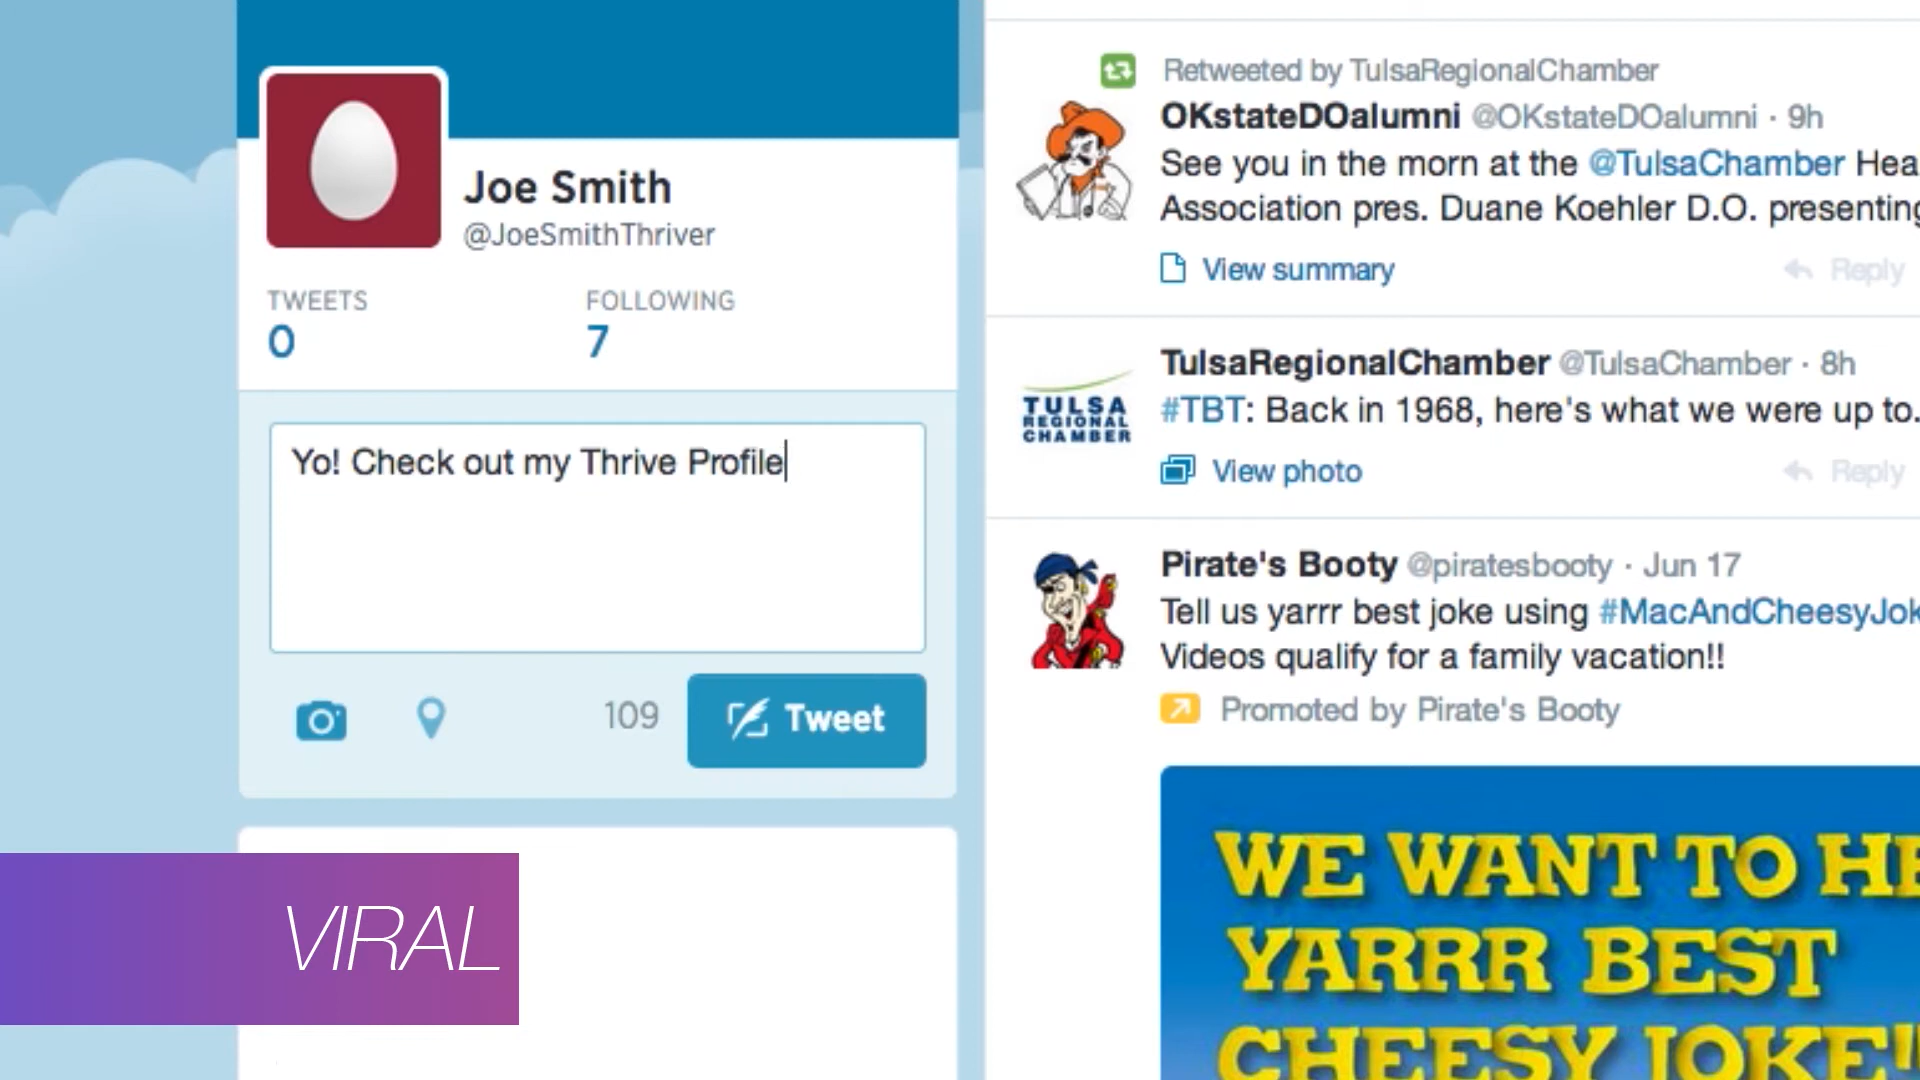 Joe Smith
@JoeSmithThriver
TWEETS
0
FOLLOWING
7
Yo! Check out my Thrive Profile
109
Tweet
VIRAL
Retweeted by TulsaRegionalChamber
OKstateDOalumni @OKstateDOalumni · 9h
See you in the morn at the @TulsaChamber Hea
Association pres. Duane Koehler D.O. presenting
View summary
Reply
TULSA
REGIONAL
CHAMBER
TulsaRegionalChamber @TulsaChamber · 8h
#TBT: Back in 1968, here's what we were up to.
View photo
Reply
Pirate's Booty @piratesbooty · Jun 17
Tell us yarrr best joke using #MacAndCheesyJok
Videos qualify for a family vacation!!
Promoted by Pirate's Booty
WE WANT TO HE
YARRR BEST
CHEESY JOKE!